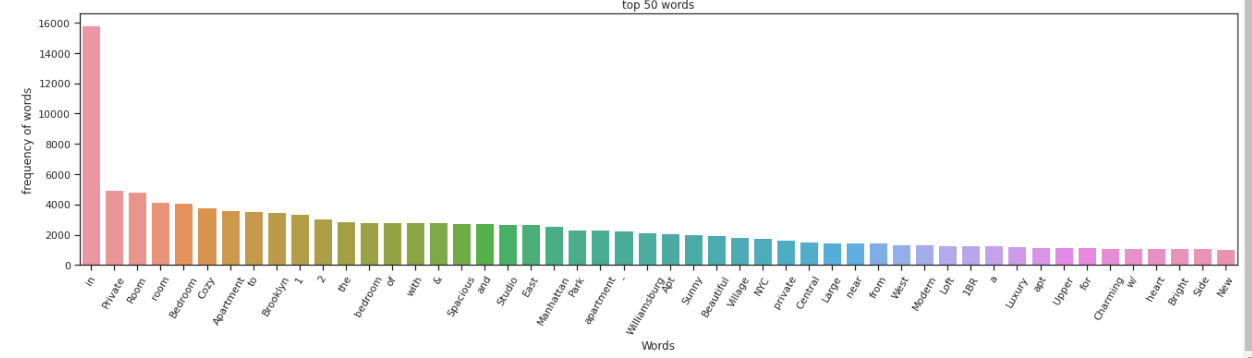 top 50 words
16000
14000
12000
10000
8000
6000
4000
2000
0
frequency of words
in
Private
Room
room
Bedroom
Cozy
Apartment
to
Brooklyn
1
2
the
bedroom
of
with
&
Spacious
and
Studio
East
Manhattan
Park
apartment
-
Williamsburg
Apt
Sunny
Beautiful
Village
NYC
private
Central
Large
near
from
West
Modern
Loft
1BR
a
Luxury
apt
Upper
for
Charming
w/
heart
Bright
Side
New
Words